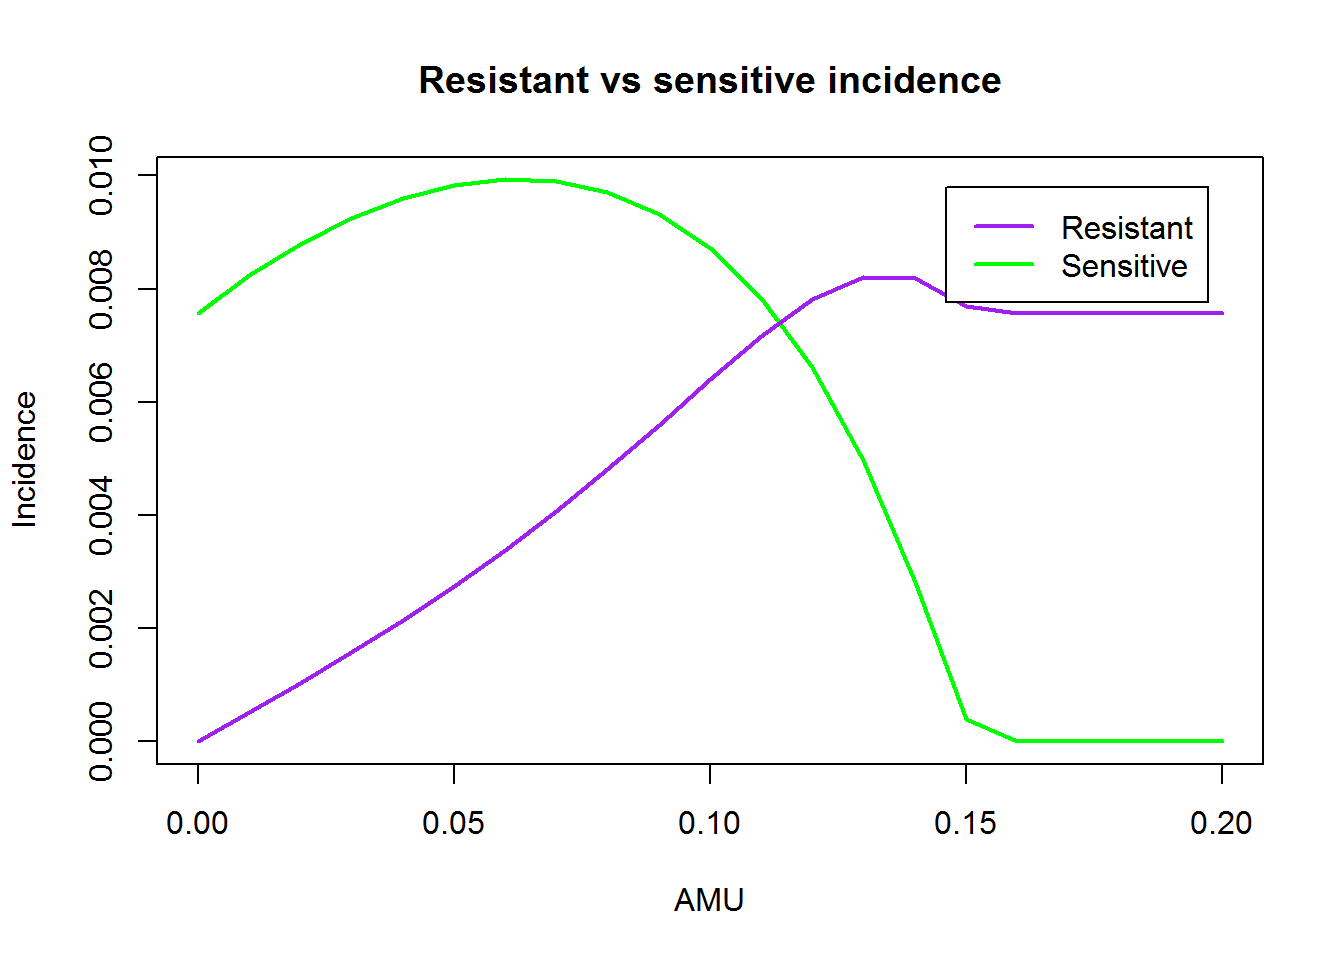 Resistant vs sensitive incidence
Resistant
Sensitive
Incidence
0.010
0.008
0.006
0.004
0.002
0.000
0.00 0.05 0.10 0.15 0.20
AMU